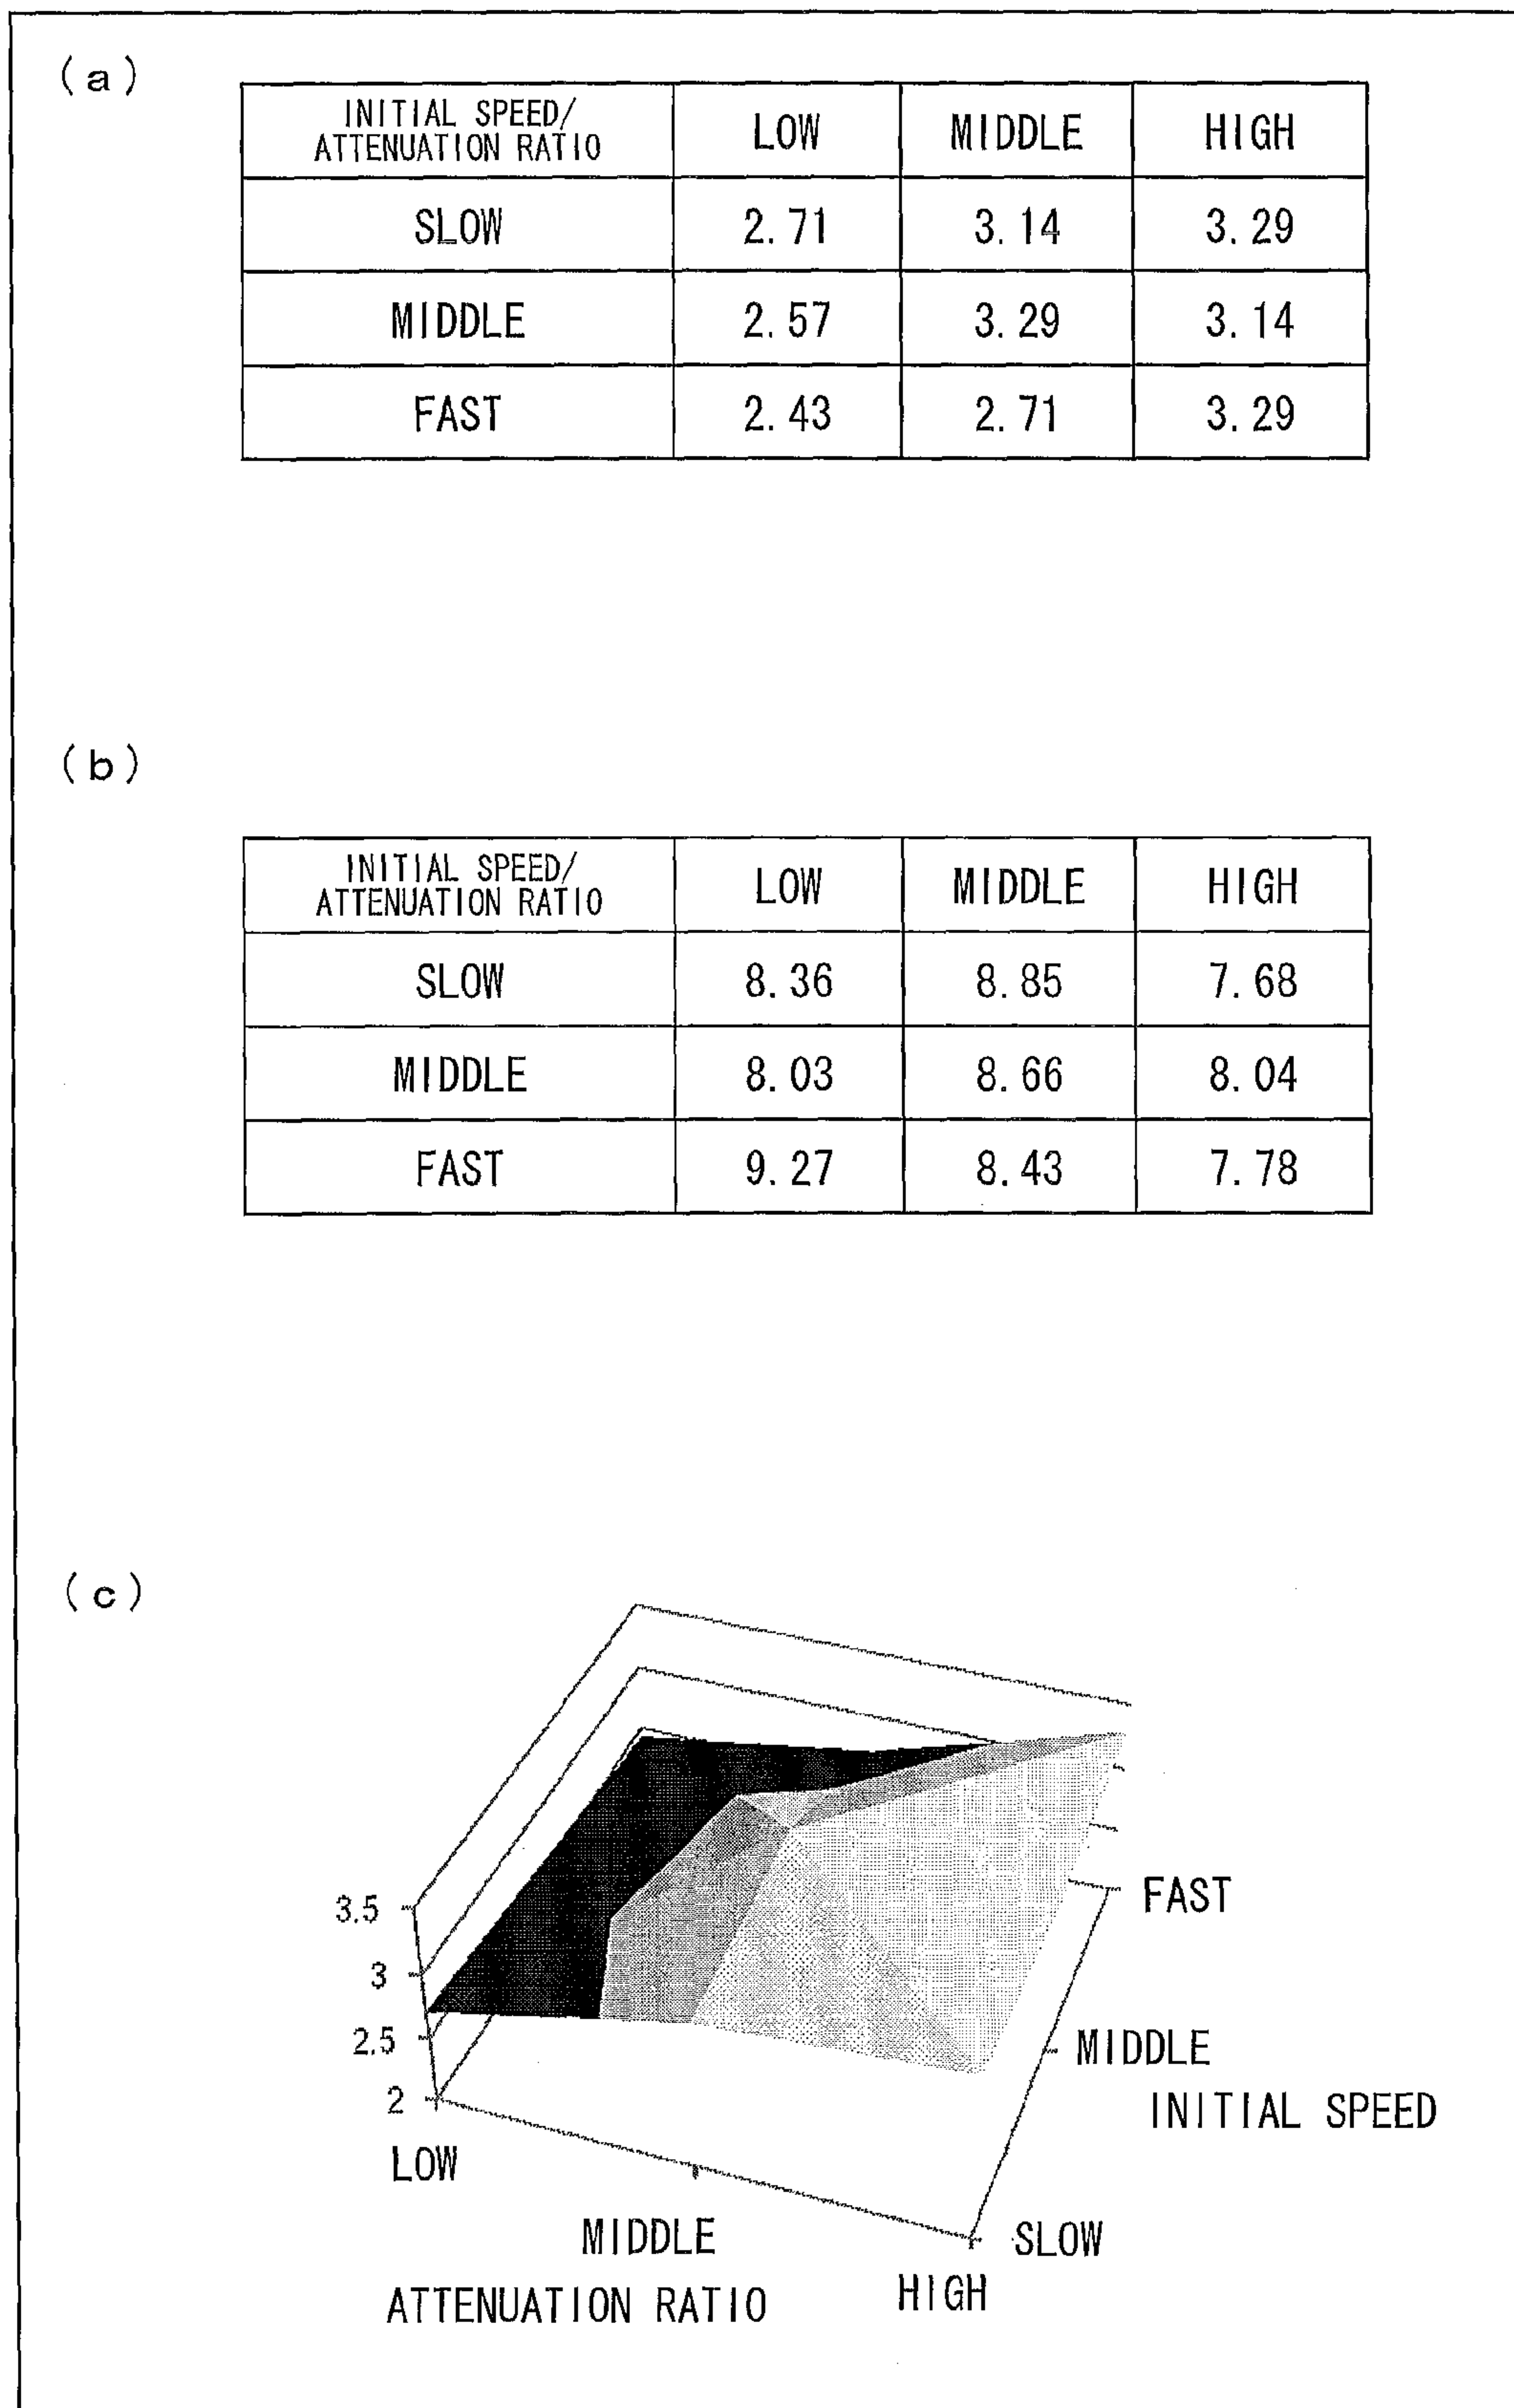 (a)
INITIAL SPEED/
ATTENUATION RATIO
LOW MIDDLE HIGH
SLOW 2.71 3.14 3.29
MIDDLE 2.57 3.29 3.14
FAST 2.43 2.71 3.29
(b)
INITIAL SPEED/
ATTENUATION RATIO
LOW MIDDLE HIGH
SLOW 8.36 8.85 7.68
MIDDLE 8.03 8.66 8.04
FAST 9.27 8.43 7.78
(c)
3.5
3
2.5
2
FAST
MIDDLE
INITIAL SPEED
SLOW
LOW
MIDDLE
HIGH
ATTENUATION RATIO